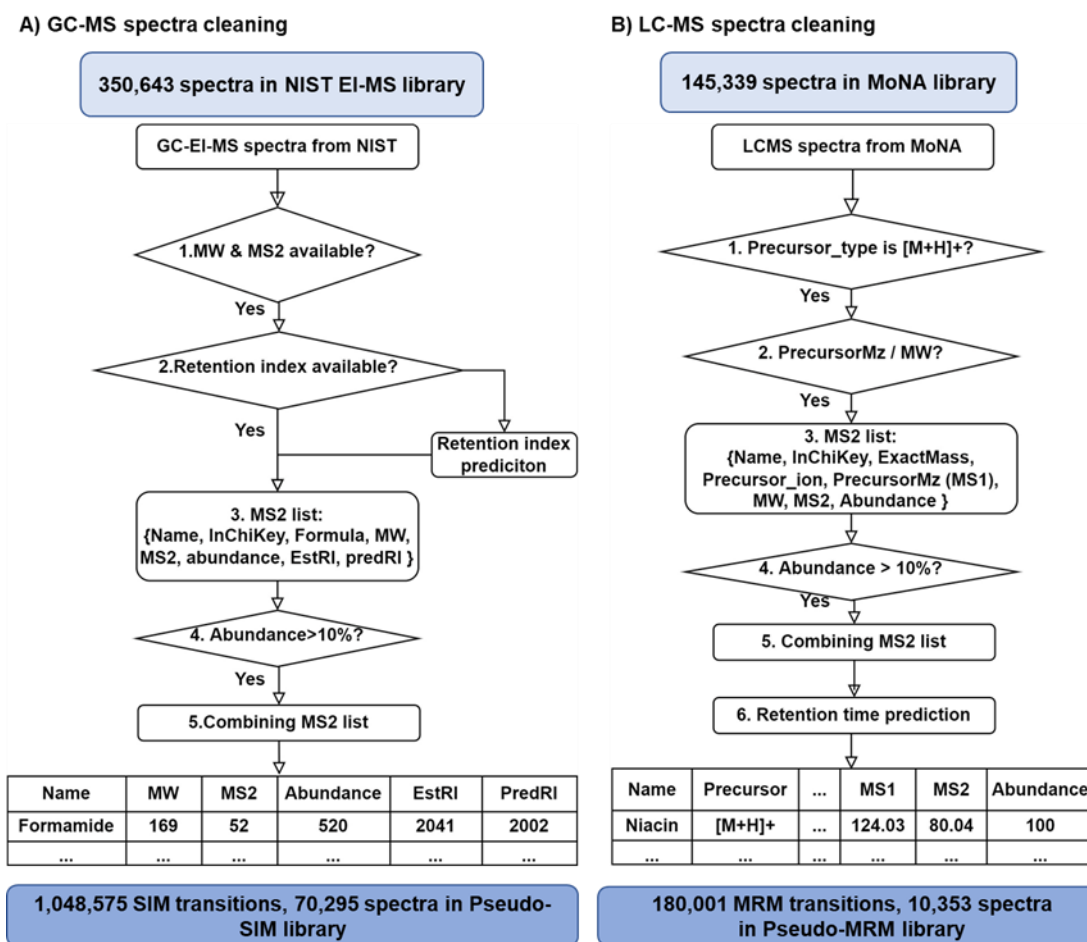 A) GC-MS spectra cleaning
350,643 spectra in NIST EI-MS library
GC-EI-MS spectra from NIST
1.MW & MS2 available?
Yes
2.Retention index available?
Yes
Retention index
prediciton
3. MS2 list:
{Name, InChiKey, Formula, MW,
MS2, abundance, EstRI, predRI }
4. Abundance>10%?
Yes
5.Combining MS2 list
Name MW MS2 Abundance EstRI PredRI
Formamide 169 52 520 2041 2002
... ... ... ... ... ...
1,048,575 SIM transitions, 70,295 spectra in Pseudo-
SIM library
B) LC-MS spectra cleaning
145,339 spectra in MoNA library
LCMS spectra from MoNA
1. Precursor_type is [M+H]+?
Yes
2. PrecursorMz / MW?
Yes
3. MS2 list:
{Name, InChiKey, ExactMass,
Precursor_ion, PrecursorMz (MS1),
MW, MS2, Abundance }
4. Abundance > 10%?
Yes
5. Combining MS2 list
6. Retention time prediction
Name Precursor ... MS1 MS2 Abundance
Niacin [M+H]+ ... 124.03 80.04 100
... ... ... ... ... ...
180,001 MRM transitions, 10,353 spectra
in Pseudo-MRM library